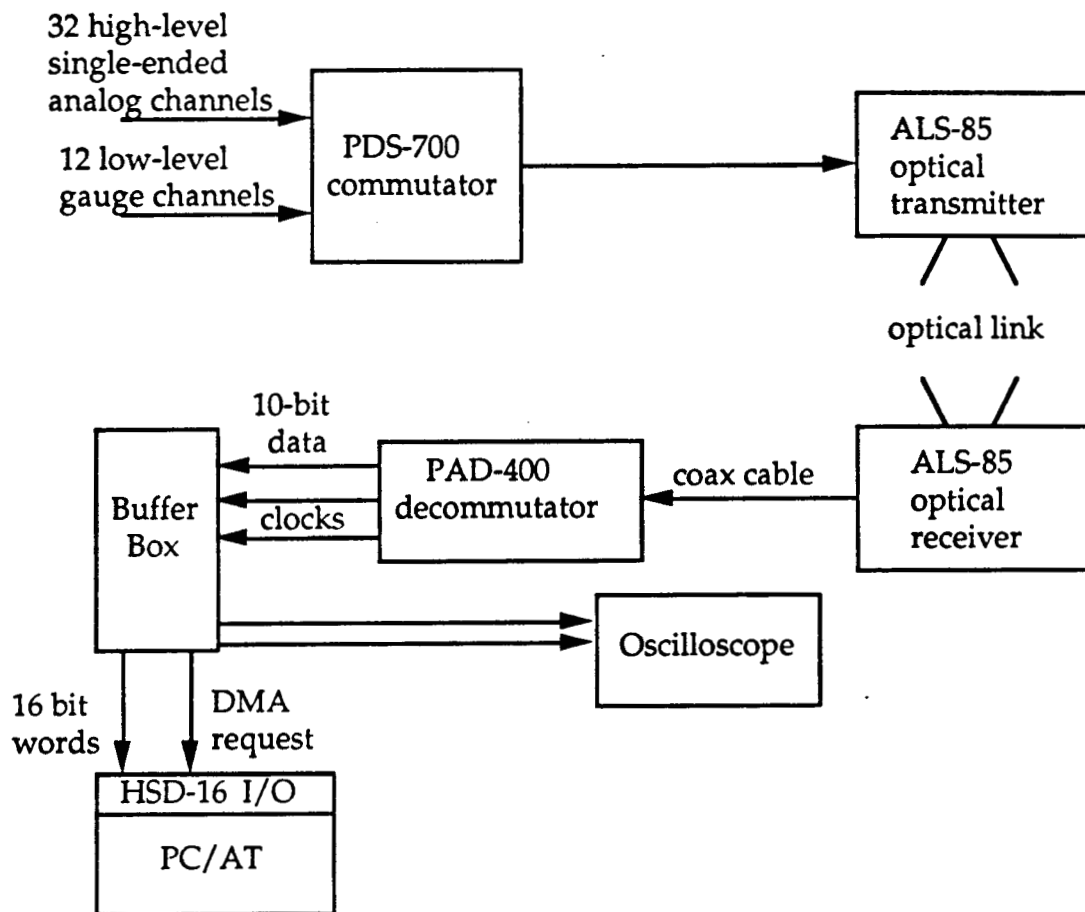 32 high-level
single-ended
analog channels
12 low-level
gauge channels
PDS-700
commutator
ALS-85
optical
transmitter
optical link
ALS-85
optical
receiver
coax cable
PAD-400
decommutator
10-bit
data
clocks
Buffer
Box
Oscilloscope
16 bit
words
DMA
request
HSD-16 I/O
PC/AT